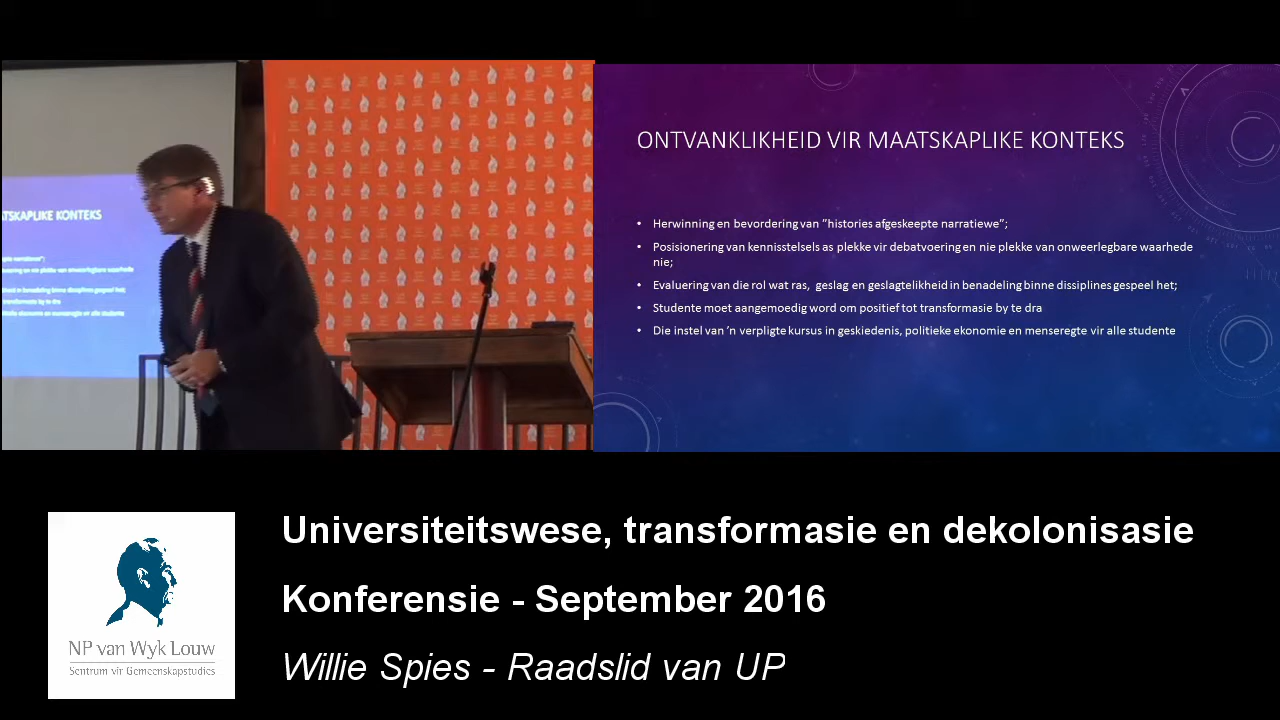 ATSKAPLIKE KONTEKS
ONTVANKLIKHEID VIR MAATSKAPLIKE KONTEKS
• Herwinning en bevordering van "histories afgeskeepte narratiewe";
• Posisionering van kennisstelsels as plekke vir debatvoering en nie plekke van onweerlegbare waarhede
nie;
• Evaluering van die rol wat ras, geslag en geslagtelikheid in benadeling binne dissiplines gespeel het;
• Studente moet aangemoedig word om positief tot transformasie by te dra
• Die instel van 'n verpligte kursus in geskiedenis, politieke ekonomie en menseregte vir alle studente
Universiteitswese, transformasie en dekolonisasie
Konferensie - September 2016
Willie Spies - Raadslid van UP
NP van Wyk Louw
Sentrum vir Gemeenskapstudies